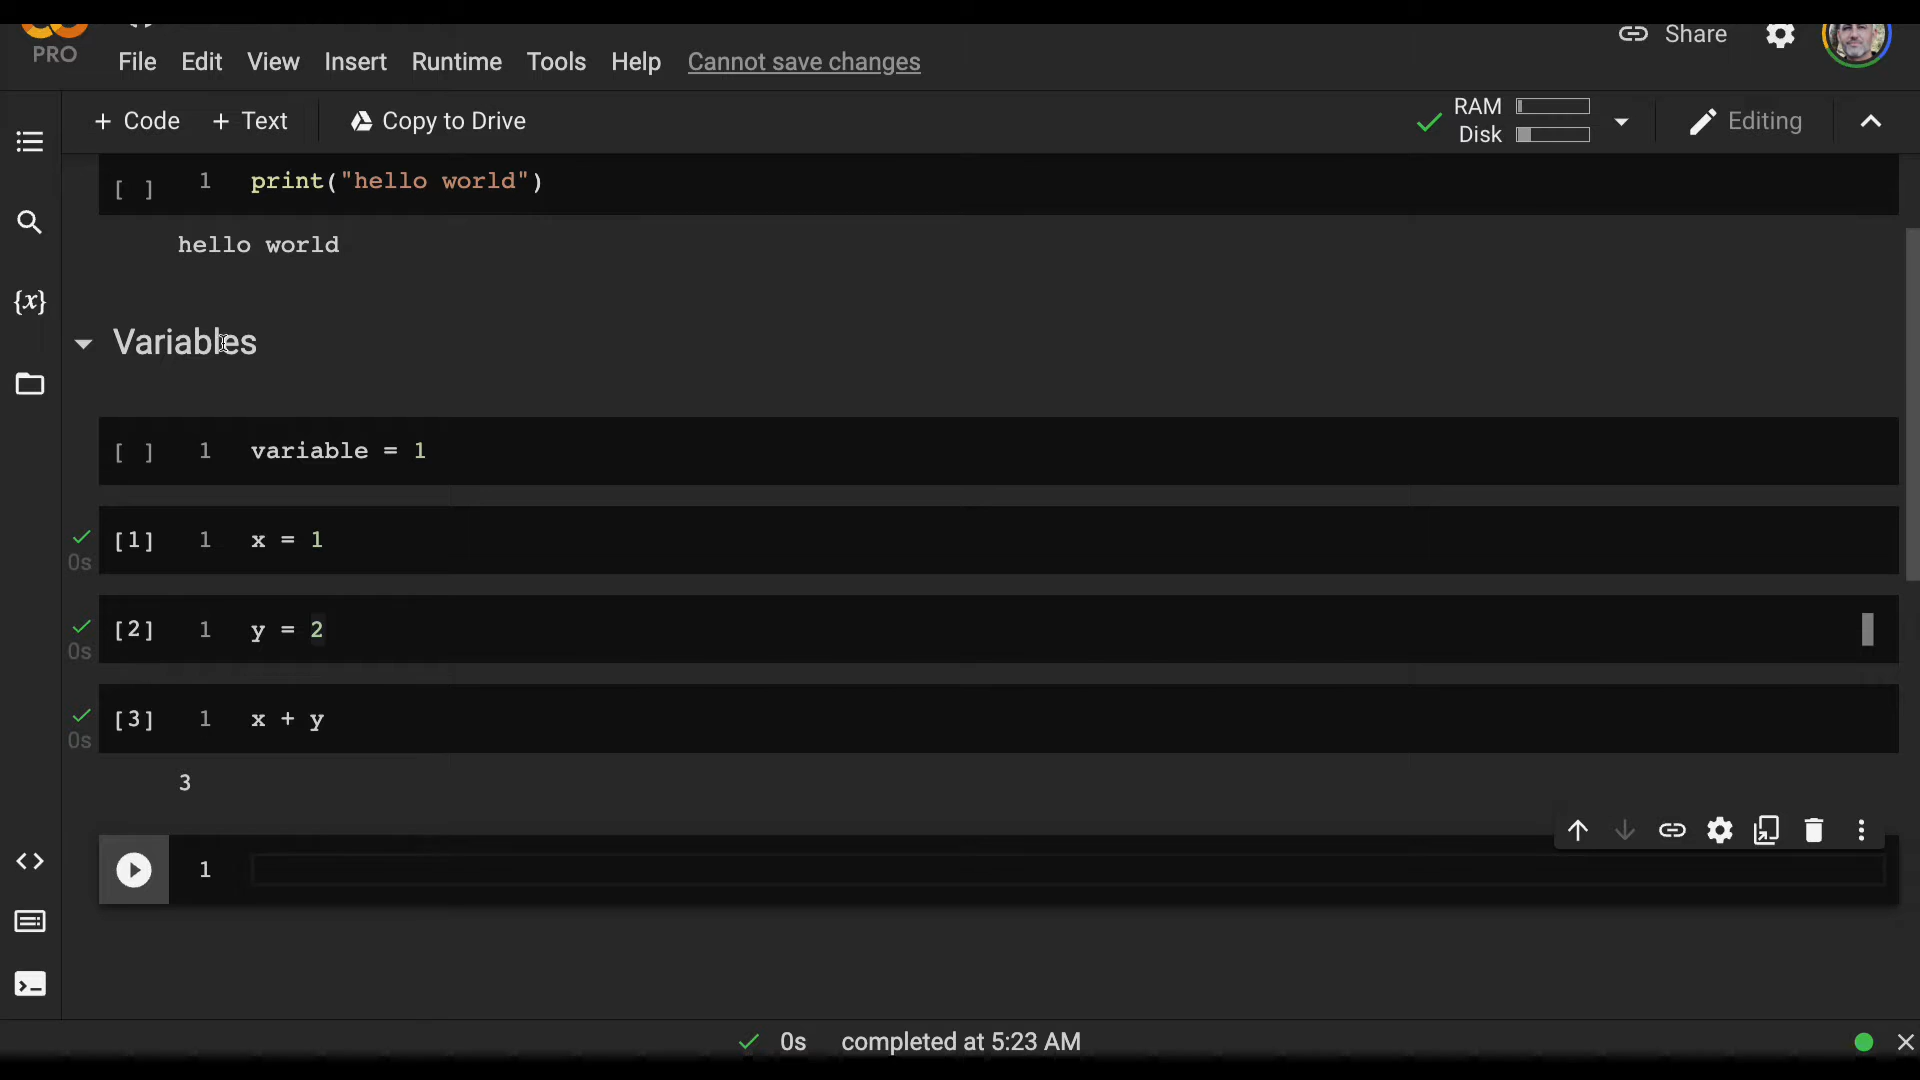 PRO
File Edit View Insert Runtime Tools Help Cannot save changes
Share
+ Code + Text Copy to Drive
RAM
Disk
Editing
[ ] 1 print("hello world")
hello world
{x}
Variables
[ ] 1 variable = 1
[1] 1 x = 1
0s
[2] 1 y = 2
0s
[3] 1 x + y
0s
3
1
0s completed at 5:23 AM